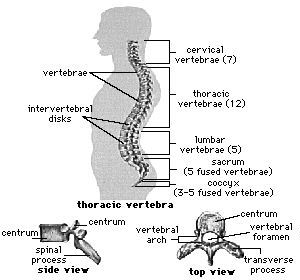 cervical
vertebrae (7)
vertebrae
thoracic
vertebrae (12)
intervertebral
disks
lumbar
vertebrae (5)
sacrum
(5 fused vertebrae)
coccyx
(3-5 fused vertebrae)
thoracic vertebra
centrum
centrum
spinal
process
side view
vertebral
arch
centrum
vertebral
foramen
transverse
process
top view